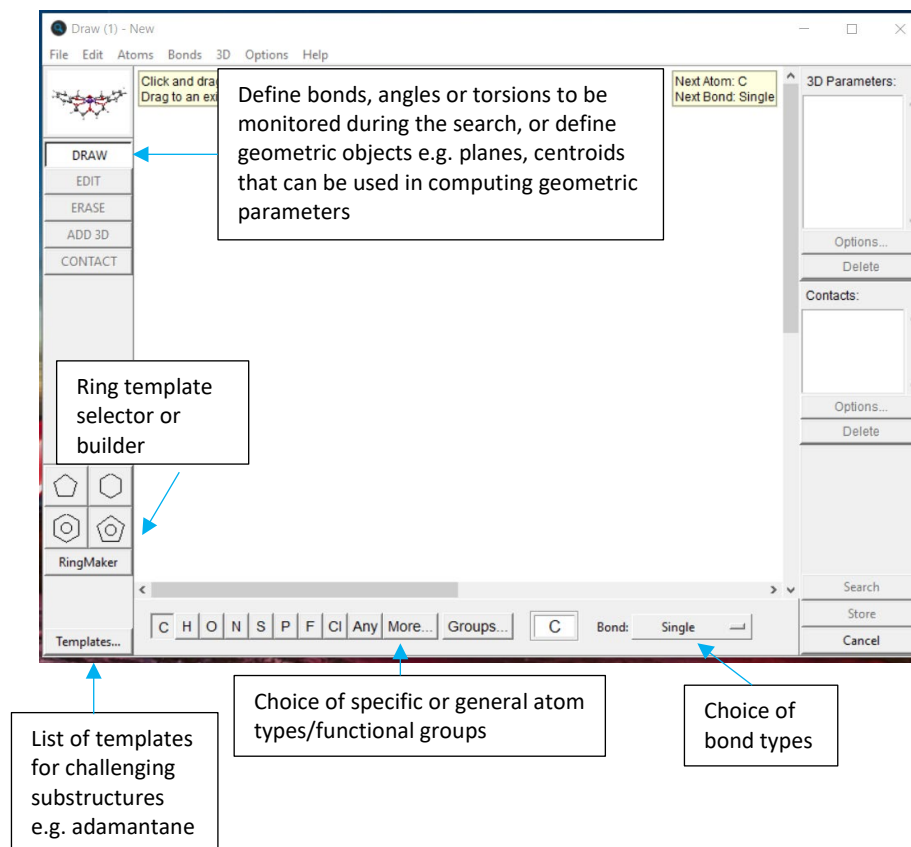 Draw (1) - New
File Edit Atoms Bonds 3D Options Help
Click and drag
Drag to an exi
Next Atom: C
Next Bond: Single
3D Parameters:
Define bonds, angles or torsions to be
monitored during the search, or define
geometric objects e.g. planes, centroids
that can be used in computing geometric
parameters
DRAW
EDIT
ERASE
ADD 3D
CONTACT
Options...
Delete
Contacts:
Options...
Delete
Ring template
selector or
builder
RingMaker
Search
Store
Cancel
Templates...
C H O N S P F Cl Any More... Groups... C Bond: Single
List of templates
for challenging
substructures
e.g. adamantane
Choice of specific or general atom
types/functional groups
Choice of
bond types